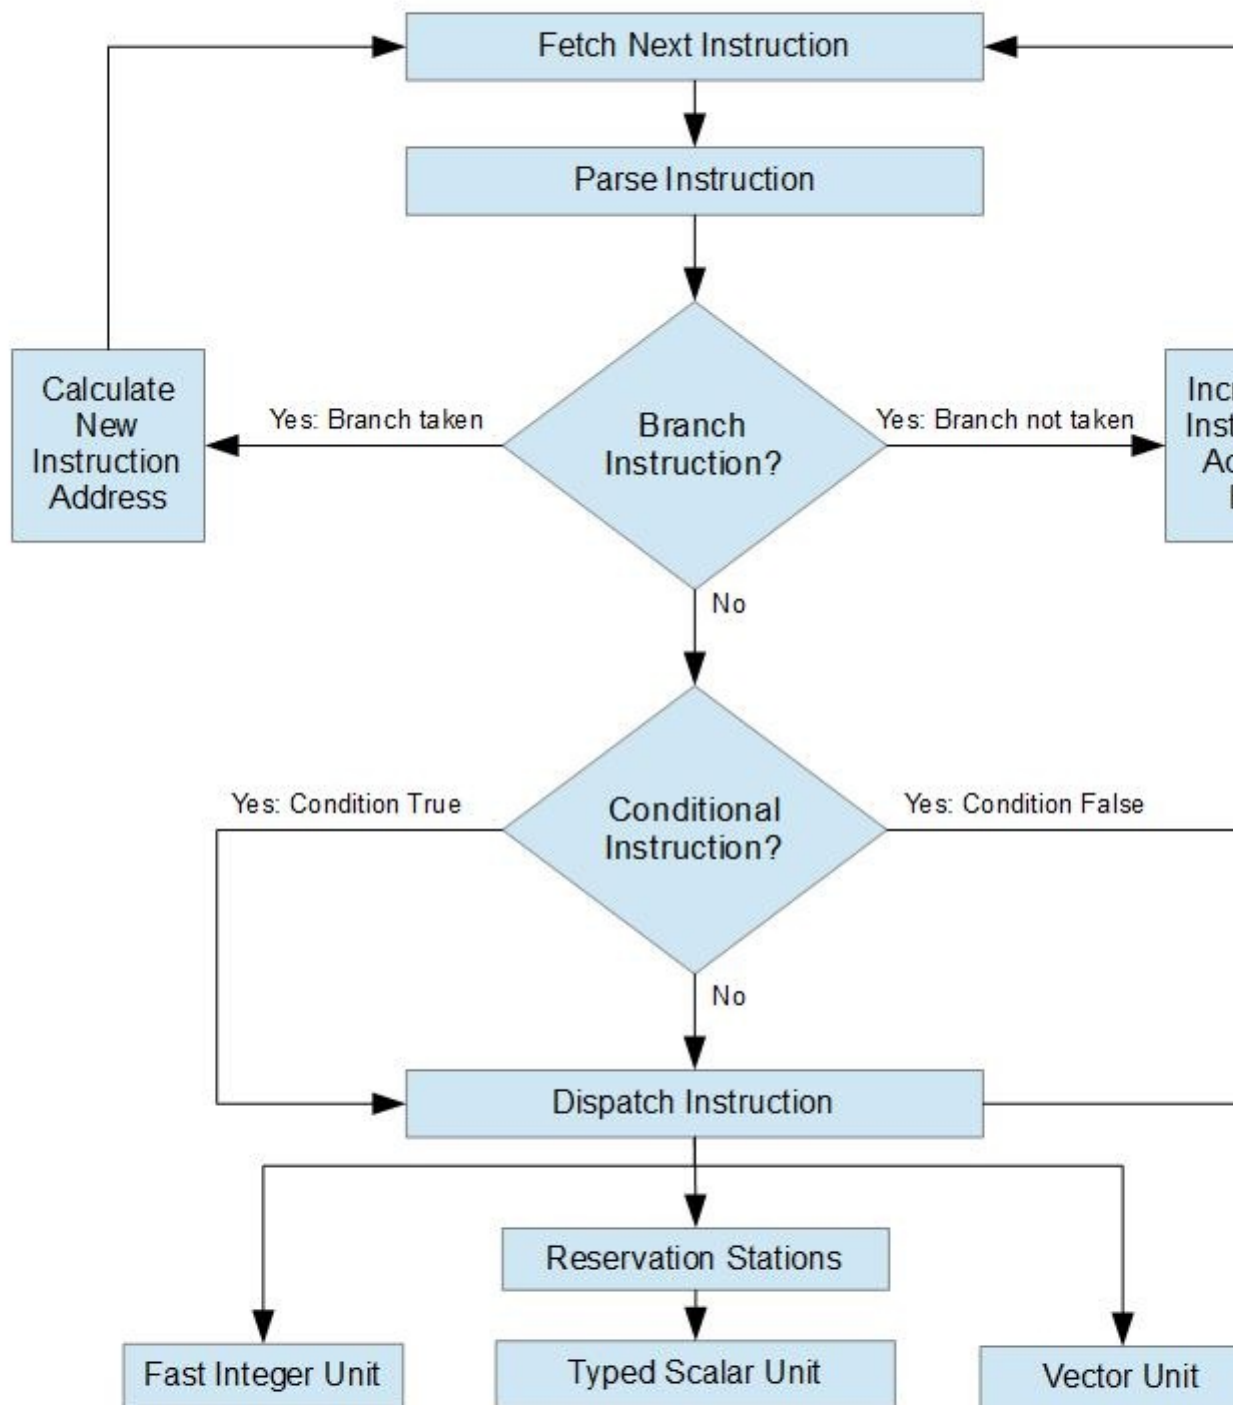 Fetch Next Instruction
Parse Instruction
Calculate
New
Instruction
Address
Yes: Branch taken
Branch
Instruction?
Yes: Branch not taken
No
Yes: Condition True
Conditional
Instruction?
Yes: Condition False
No
Dispatch Instruction
Reservation Stations
Fast Integer Unit
Typed Scalar Unit
Vector Unit